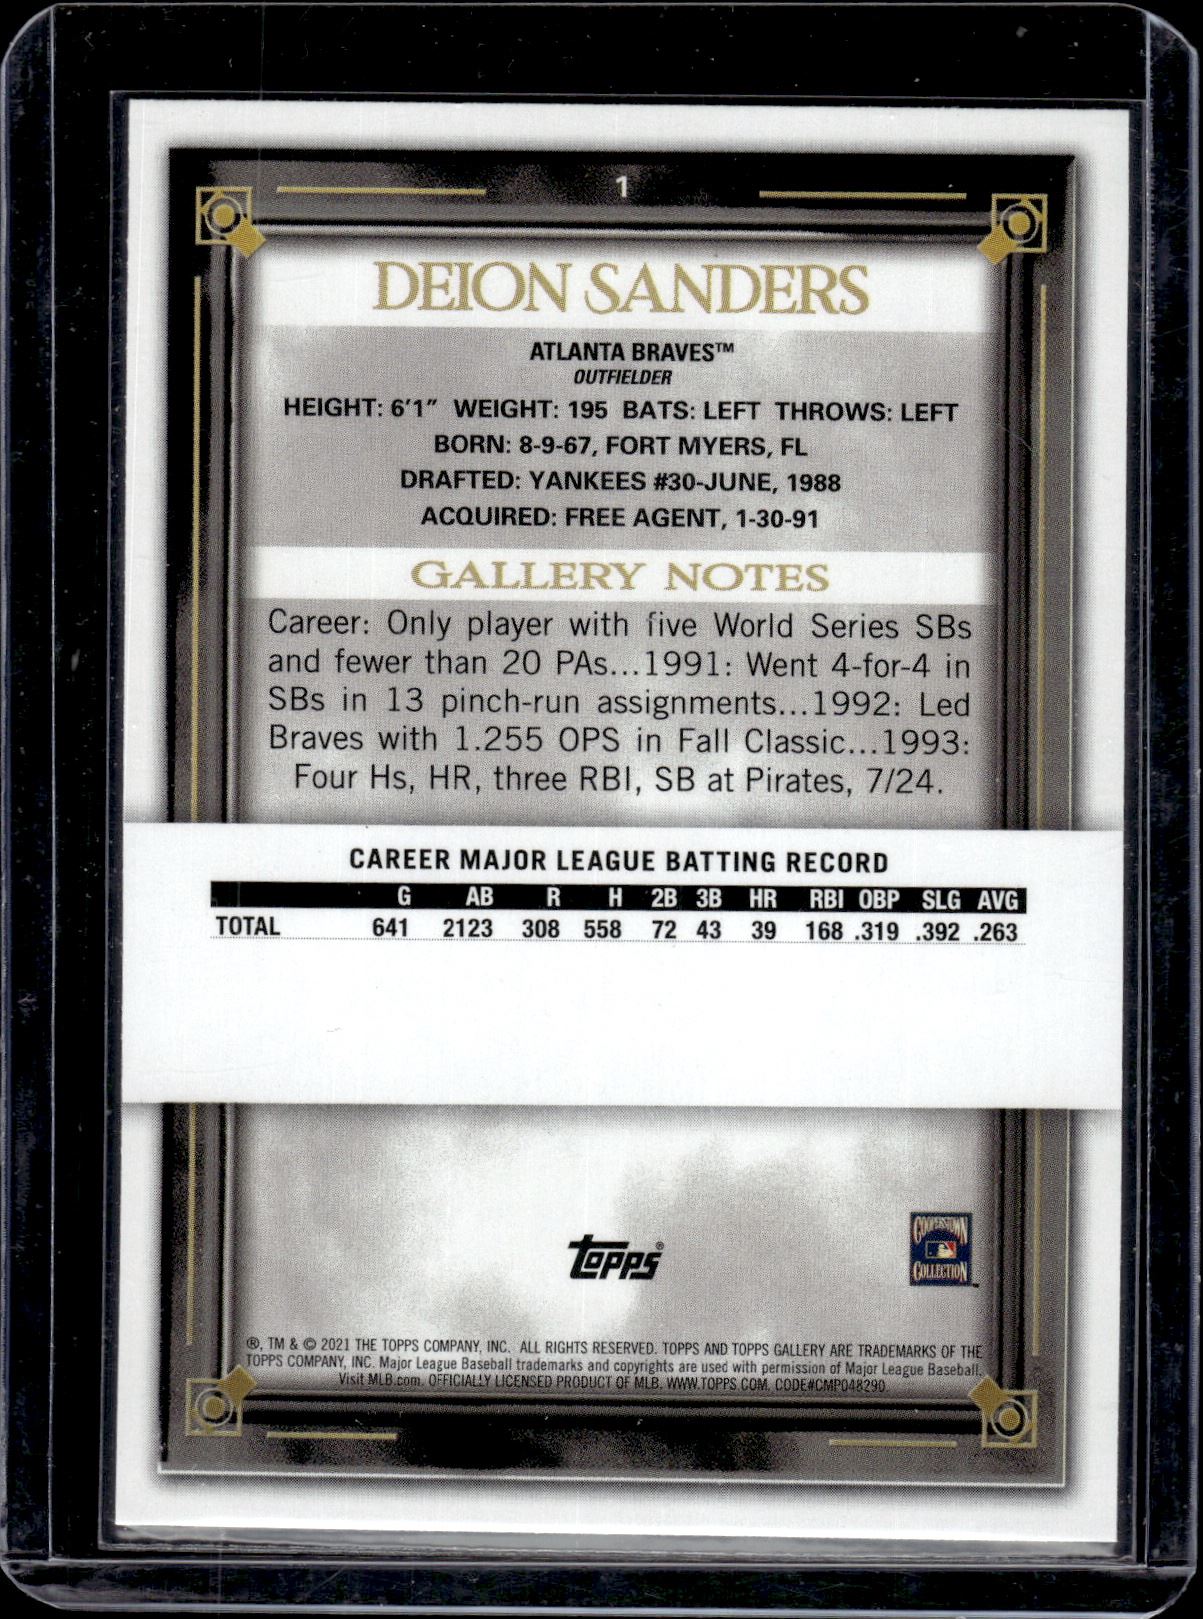 1
DEION SANDERS
ATLANTA BRAVES™
OUTFIELDER
HEIGHT: 6'1" WEIGHT: 195 BATS: LEFT THROWS: LEFT
BORN: 8-9-67, FORT MYERS, FL
DRAFTED: YANKEES #30-JUNE, 1988
ACQUIRED: FREE AGENT, 1-30-91
GALLERY NOTES
Career: Only player with five World Series SBs
and fewer than 20 PAs...1991: Went 4-for-4 in
SBs in 13 pinch-run assignments...1992: Led
Braves with 1.255 OPS in Fall Classic...1993:
Four Hs, HR, three RBI, SB at Pirates, 7/24.
CAREER MAJOR LEAGUE BATTING RECORD
G AB R H 2B 3B HR RBI OBP SLG AVG
TOTAL 641 2123 308 558 72 43 39 168 .319 .392 .263
topps®
COOPERSTOWN
COLLECTION™
®, TM & © 2021 THE TOPPS COMPANY, INC. ALL RIGHTS RESERVED. TOPPS AND TOPPS GALLERY ARE TRADEMARKS OF THE
TOPPS COMPANY, INC. Major League Baseball trademarks and copyrights are used with permission of Major League Baseball.
Visit MLB.com. OFFICIALLY LICENSED PRODUCT OF MLB. WWW.TOPPS.COM. CODE#CMP048290